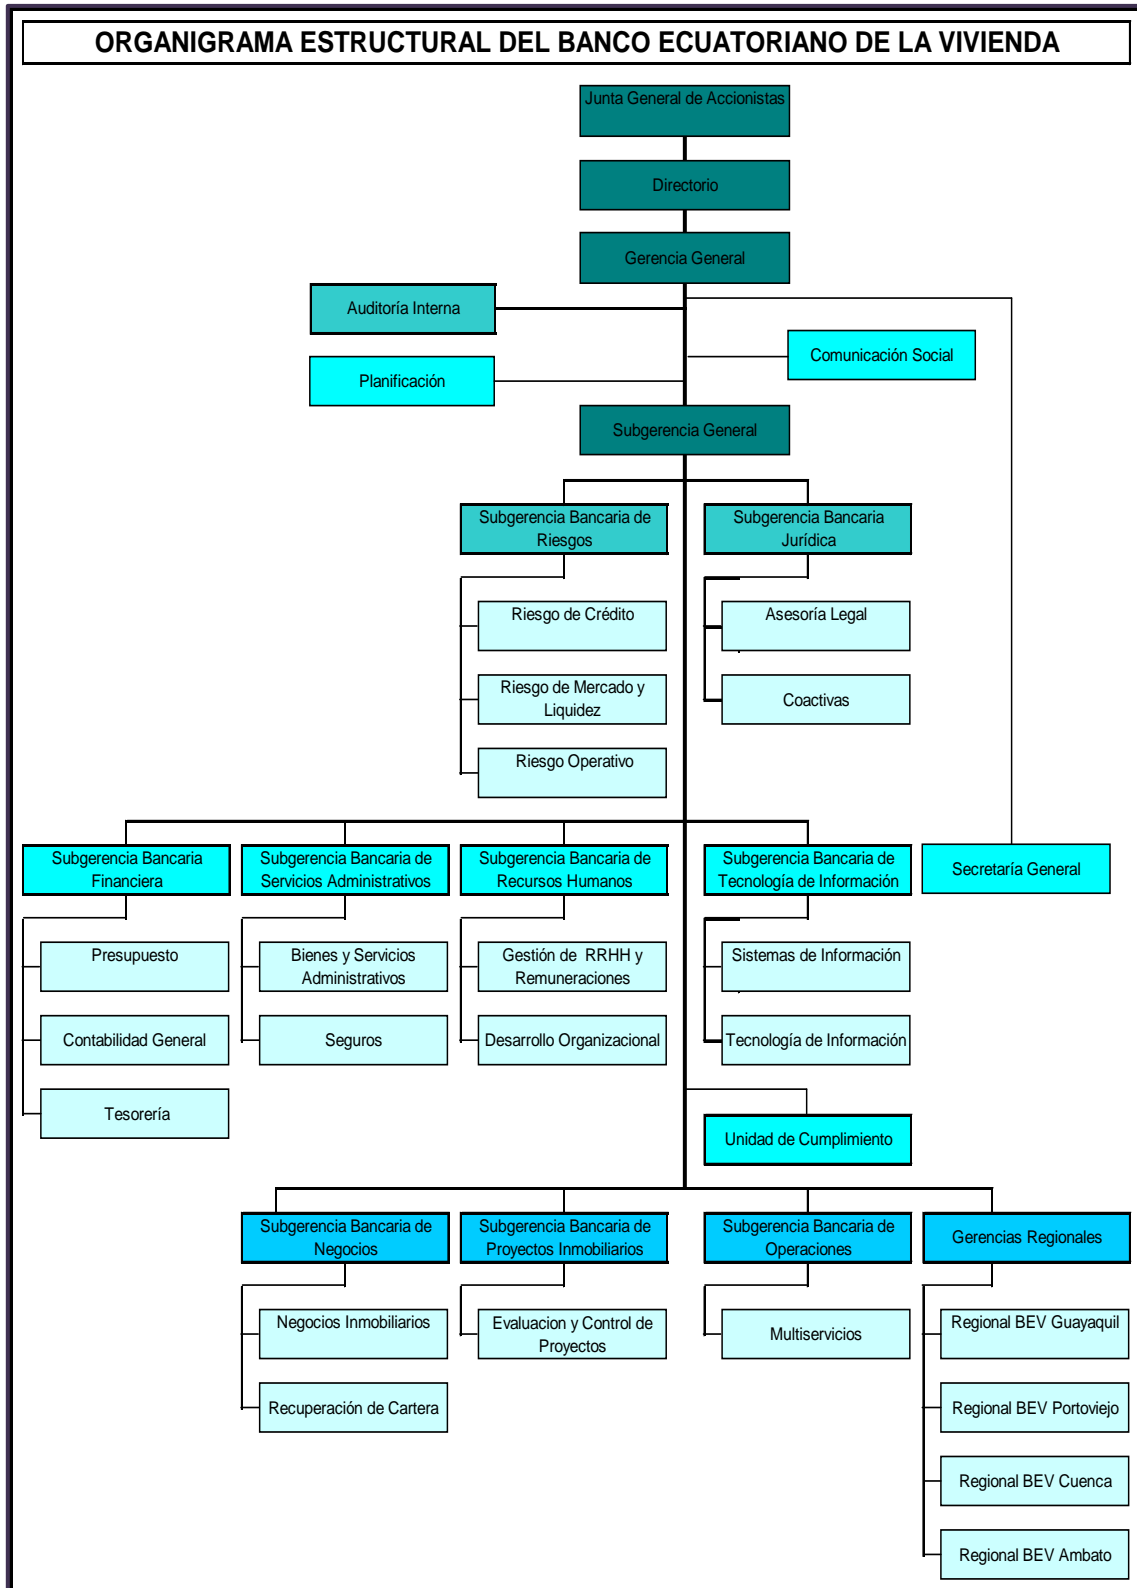 ORGANIGRAMA ESTRUCTURAL DEL BANCO ECUATORIANO DE LA VIVIENDA
Junta General de Accionistas
Directorio
Gerencia General
Auditoría Interna
Comunicación Social
Planificación
Subgerencia General
Subgerencia Bancaria de
Riesgos
Subgerencia Bancaria
Jurídica
Riesgo de Crédito
Asesoría Legal
Riesgo de Mercado y
Liquidez
Coactivas
Riesgo Operativo
Subgerencia Bancaria
Financiera
Subgerencia Bancaria de
Servicios Administrativos
Subgerencia Bancaria de
Recursos Humanos
Subgerencia Bancaria de
Tecnología de Información
Secretaría General
Presupuesto
Bienes y Servicios
Administrativos
Gestión de  RRHH y
Remuneraciones
Sistemas de Información
Contabilidad General
Seguros
Desarrollo Organizacional
Tecnología de Información
Tesorería
Unidad de Cumplimiento
Subgerencia Bancaria de
Negocios
Subgerencia Bancaria de
Proyectos Inmobiliarios
Subgerencia Bancaria de
Operaciones
Gerencias Regionales
Negocios Inmobiliarios
Evaluacion y Control de
Proyectos
Multiservicios
Regional BEV Guayaquil
Recuperación de Cartera
Regional BEV Portoviejo
Regional BEV Cuenca
Regional BEV Ambato